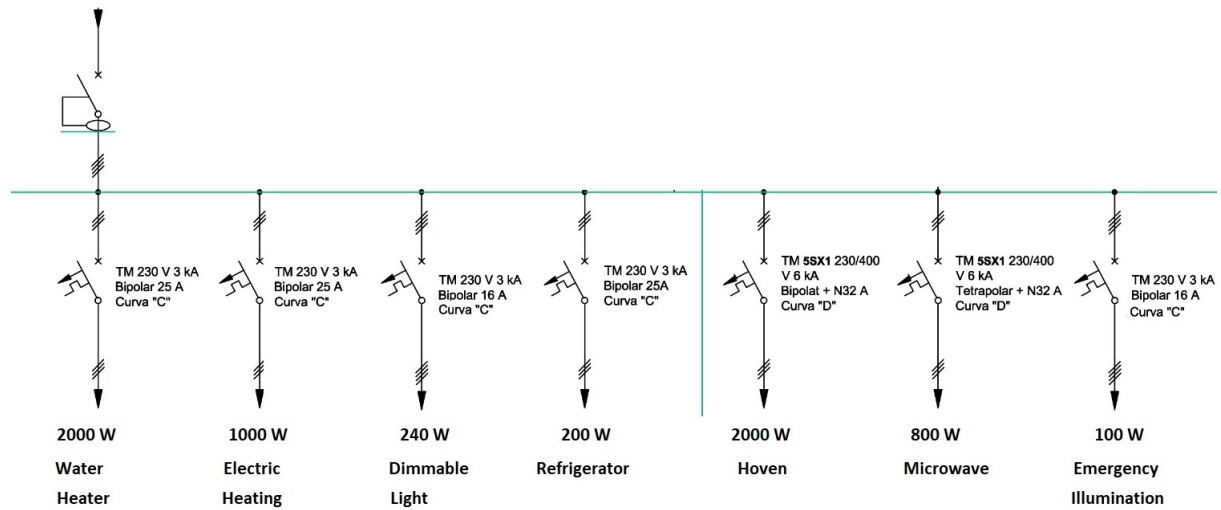 TM 230 V 3 kA
Bipolar 25 A
Curva "C"
TM 230 V 3 kA
Bipolar 25 A
Curva "C"
TM 230 V 3 kA
Bipolar 16 A
Curva "C"
TM 230 V 3 kA
Bipolar 25A
Curva "C"
TM 5SX1 230/400
V 6 kA
Bipolat + N32 A
Curva "D"
TM 5SX1 230/400
V 6 kA
Tetrapolar + N32 A
Curva "D"
TM 230 V 3 kA
Bipolar 16 A
Curva "C"
2000 W
Water
Heater
1000 W
Electric
Heating
240 W
Dimmable
Light
200 W
Refrigerator
2000 W
Hoven
800 W
Microwave
100 W
Emergency
Illumination